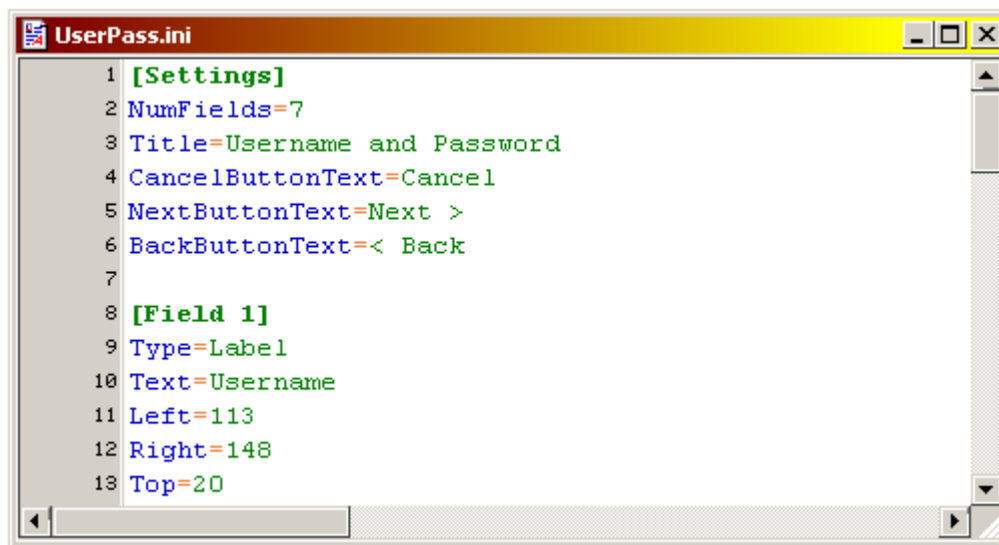 UserPass.ini
1 [Settings]
2 NumFields=7
3 Title=Username and Password
4 CancelButtonText=Cancel
5 NextButtonText=Next >
6 BackButtonText=< Back
7
8 [Field 1]
9 Type=Label
10 Text=Username
11 Left=113
12 Right=148
13 Top=20